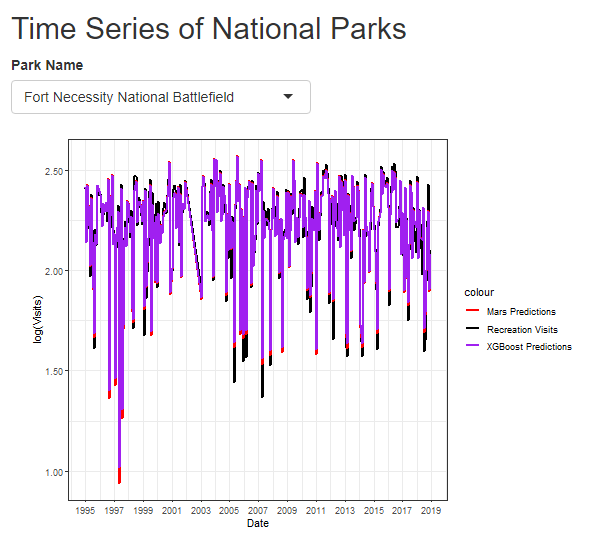 Time Series of National Parks
Park Name
Fort Necessity National Battlefield
2.50
2.00
1.50
1.00
log(Visits)
1995 1997 1999 2001 2003 2005 2007 2009 2011 2012 2015 2017 2019
Date
colour
Mars Predictions
Recreation Visits
XGBoost Predictions